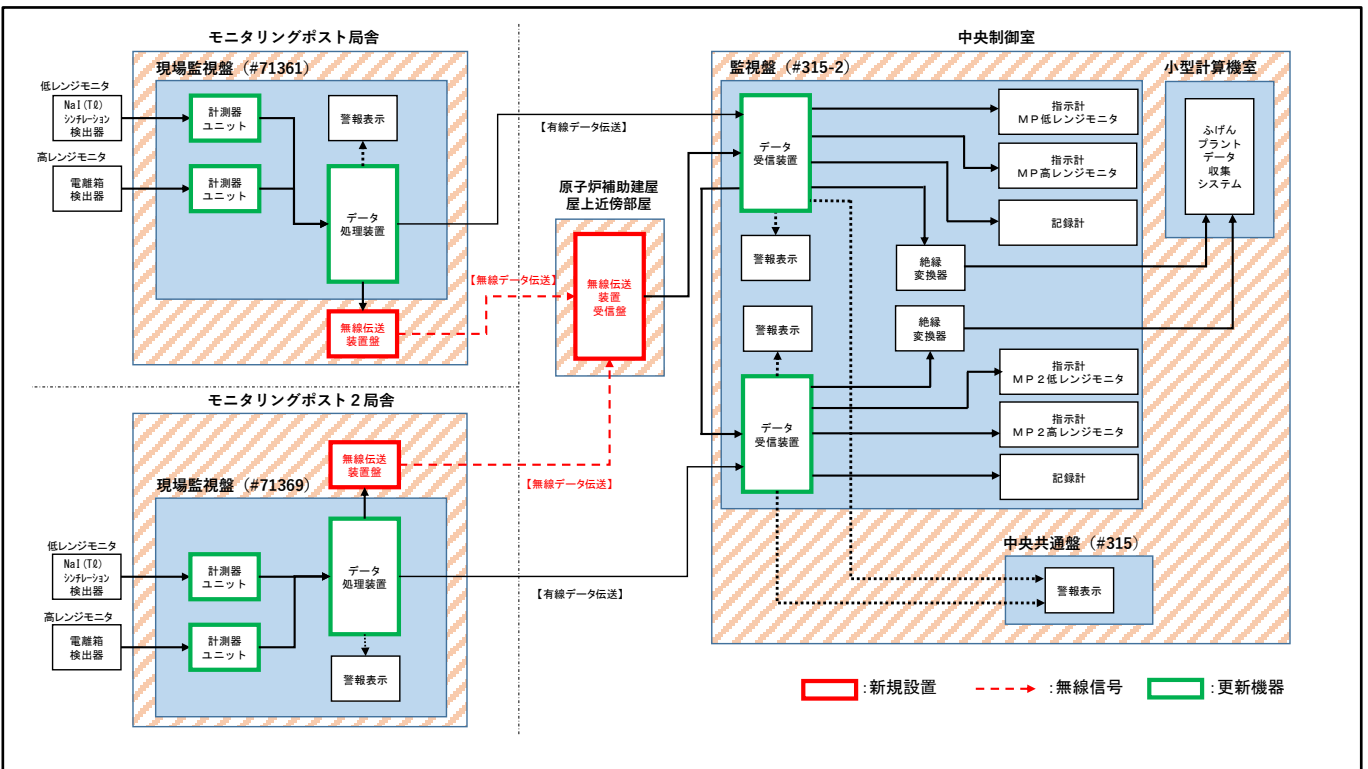 モニタリングポスト局舎
現場監視盤（#71361）
低レンジモニタ
NaI(Tℓ)
シンチレーション
検出器
高レンジモニタ
電離箱
検出器
計測器
ユニット
計測器
ユニット
警報表示
データ
処理装置
無線伝送
装置盤
【有線データ伝送】
【無線データ伝送】
原子炉補助建屋
屋上近傍部屋
無線伝送
装置
受信盤
モニタリングポスト２局舎
現場監視盤（#71369）
無線伝送
装置盤
低レンジモニタ
NaI(Tℓ)
シンチレーション
検出器
高レンジモニタ
電離箱
検出器
計測器
ユニット
計測器
ユニット
データ
処理装置
警報表示
【無線データ伝送】
【有線データ伝送】
中央制御室
監視盤（#315-2）
データ
受信装置
警報表示
指示計
ＭＰ低レンジモニタ
指示計
ＭＰ高レンジモニタ
記録計
絶縁
変換器
小型計算機室
ふげん
プラント
データ
収集
システム
警報表示
絶縁
変換器
データ
受信装置
指示計
ＭＰ２低レンジモニタ
指示計
ＭＰ２高レンジモニタ
記録計
中央共通盤（#315）
警報表示
:新規設置
:無線信号
:更新機器